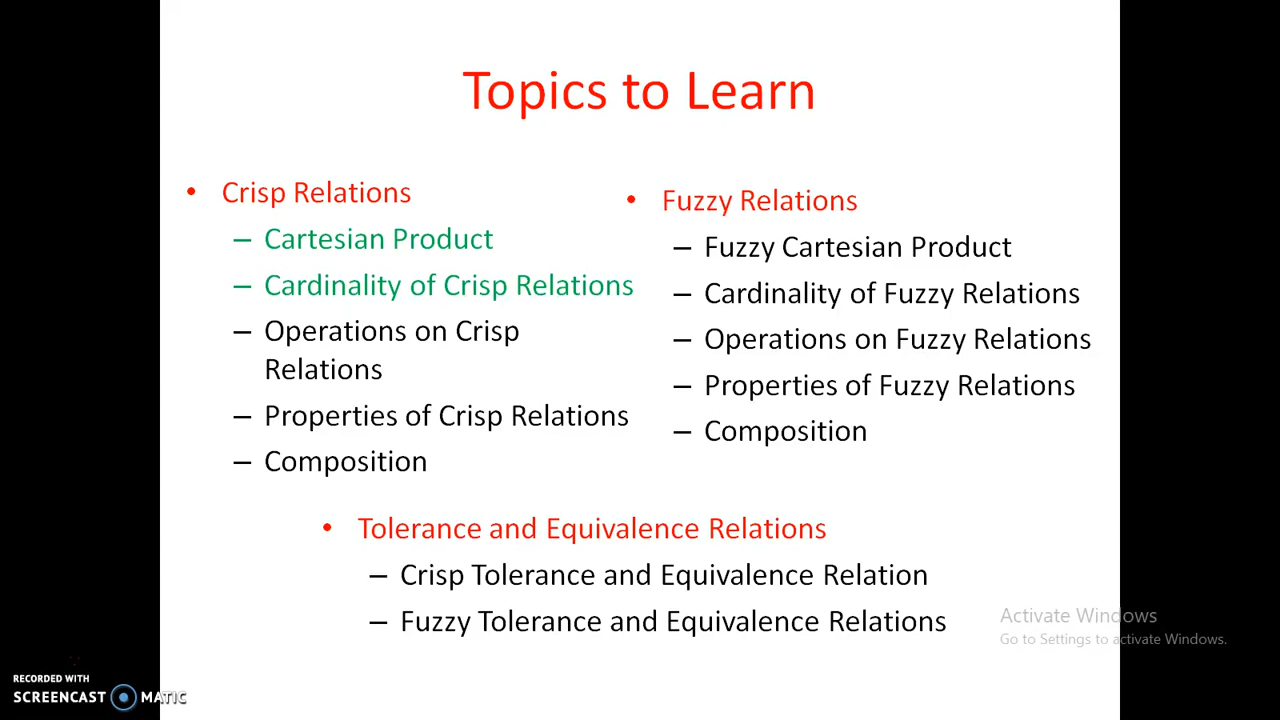 Topics to Learn
• Crisp Relations
– Cartesian Product
– Cardinality of Crisp Relations
– Operations on Crisp
Relations
– Properties of Crisp Relations
– Composition
• Fuzzy Relations
– Fuzzy Cartesian Product
– Cardinality of Fuzzy Relations
– Operations on Fuzzy Relations
– Properties of Fuzzy Relations
– Composition
• Tolerance and Equivalence Relations
– Crisp Tolerance and Equivalence Relation
– Fuzzy Tolerance and Equivalence Relations
Activate Windows
Go to Settings to activate Windows.
RECORDED WITH
SCREENCAST MATIC